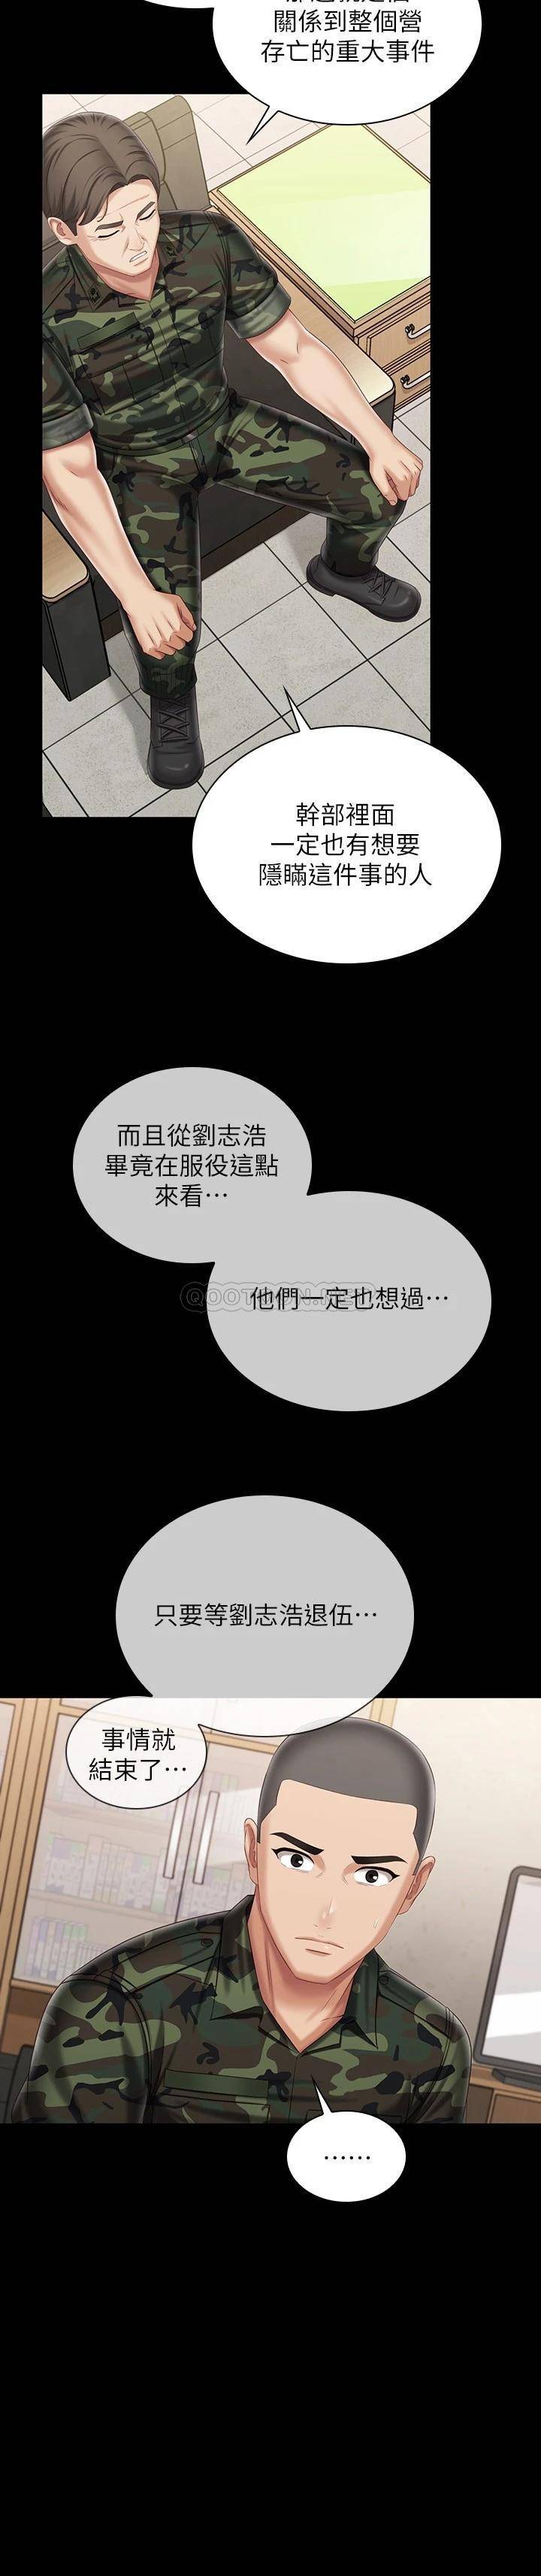 關係到整個營
存亡的重大事件
幹部裡面
一定也有想要
隱瞞這件事的人
而且從劉志浩
畢竟在服役這點
來看⋯
他們一定也想過⋯
QOOTOON.NET
只要等劉志浩退伍⋯
事情就
結束了⋯
⋯⋯